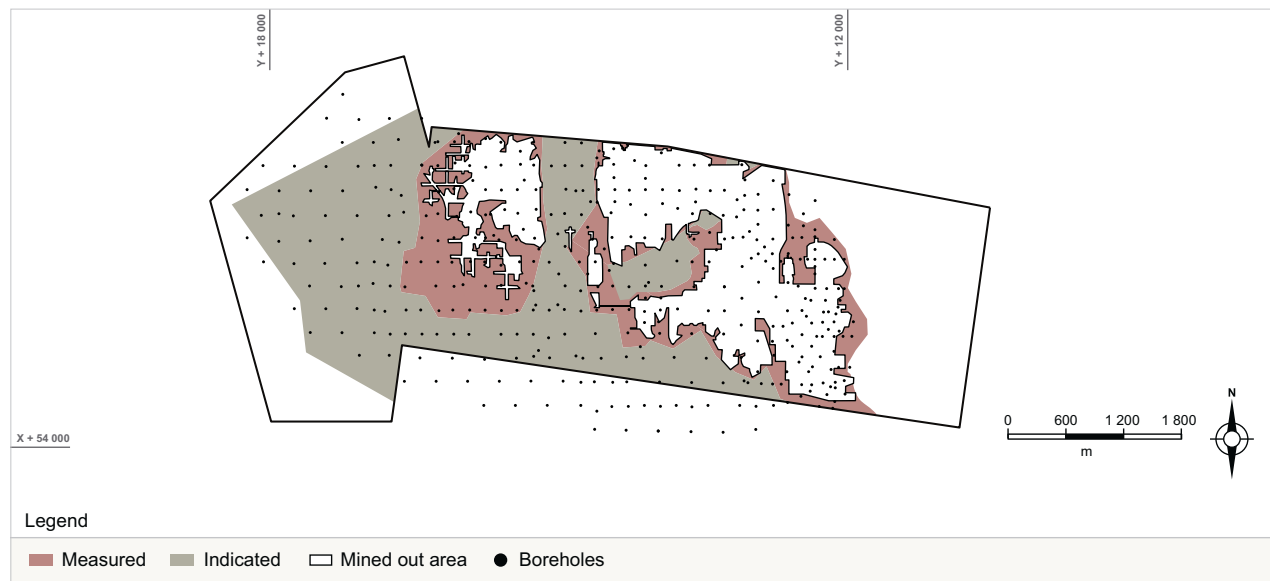 Y + 18 000
Y + 12 000
N
0 600 1 200 1 800
m
X + 54 000
Legend
Measured Indicated Mined out area Boreholes